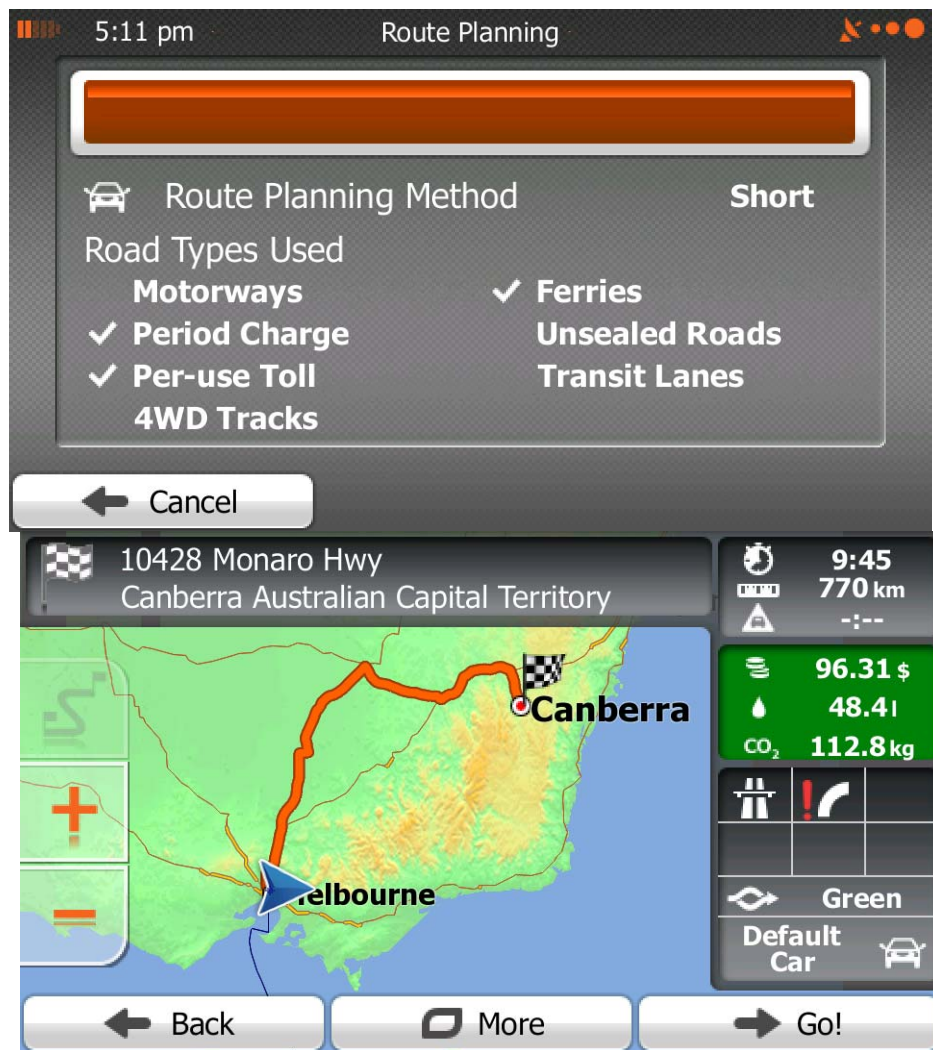 5:11 pm Route Planning
Route Planning Method Short
Road Types Used
Motorways Ferries
Period Charge Unsealed Roads
Per-use Toll Transit Lanes
4WD Tracks
Cancel
10428 Monaro Hwy
Canberra Australian Capital Territory
9:45
770 km
-:--
96.31 $
48.4 l
CO2 112.8 kg
Canberra
elbourne
Green
Default
Car
Back More Go!